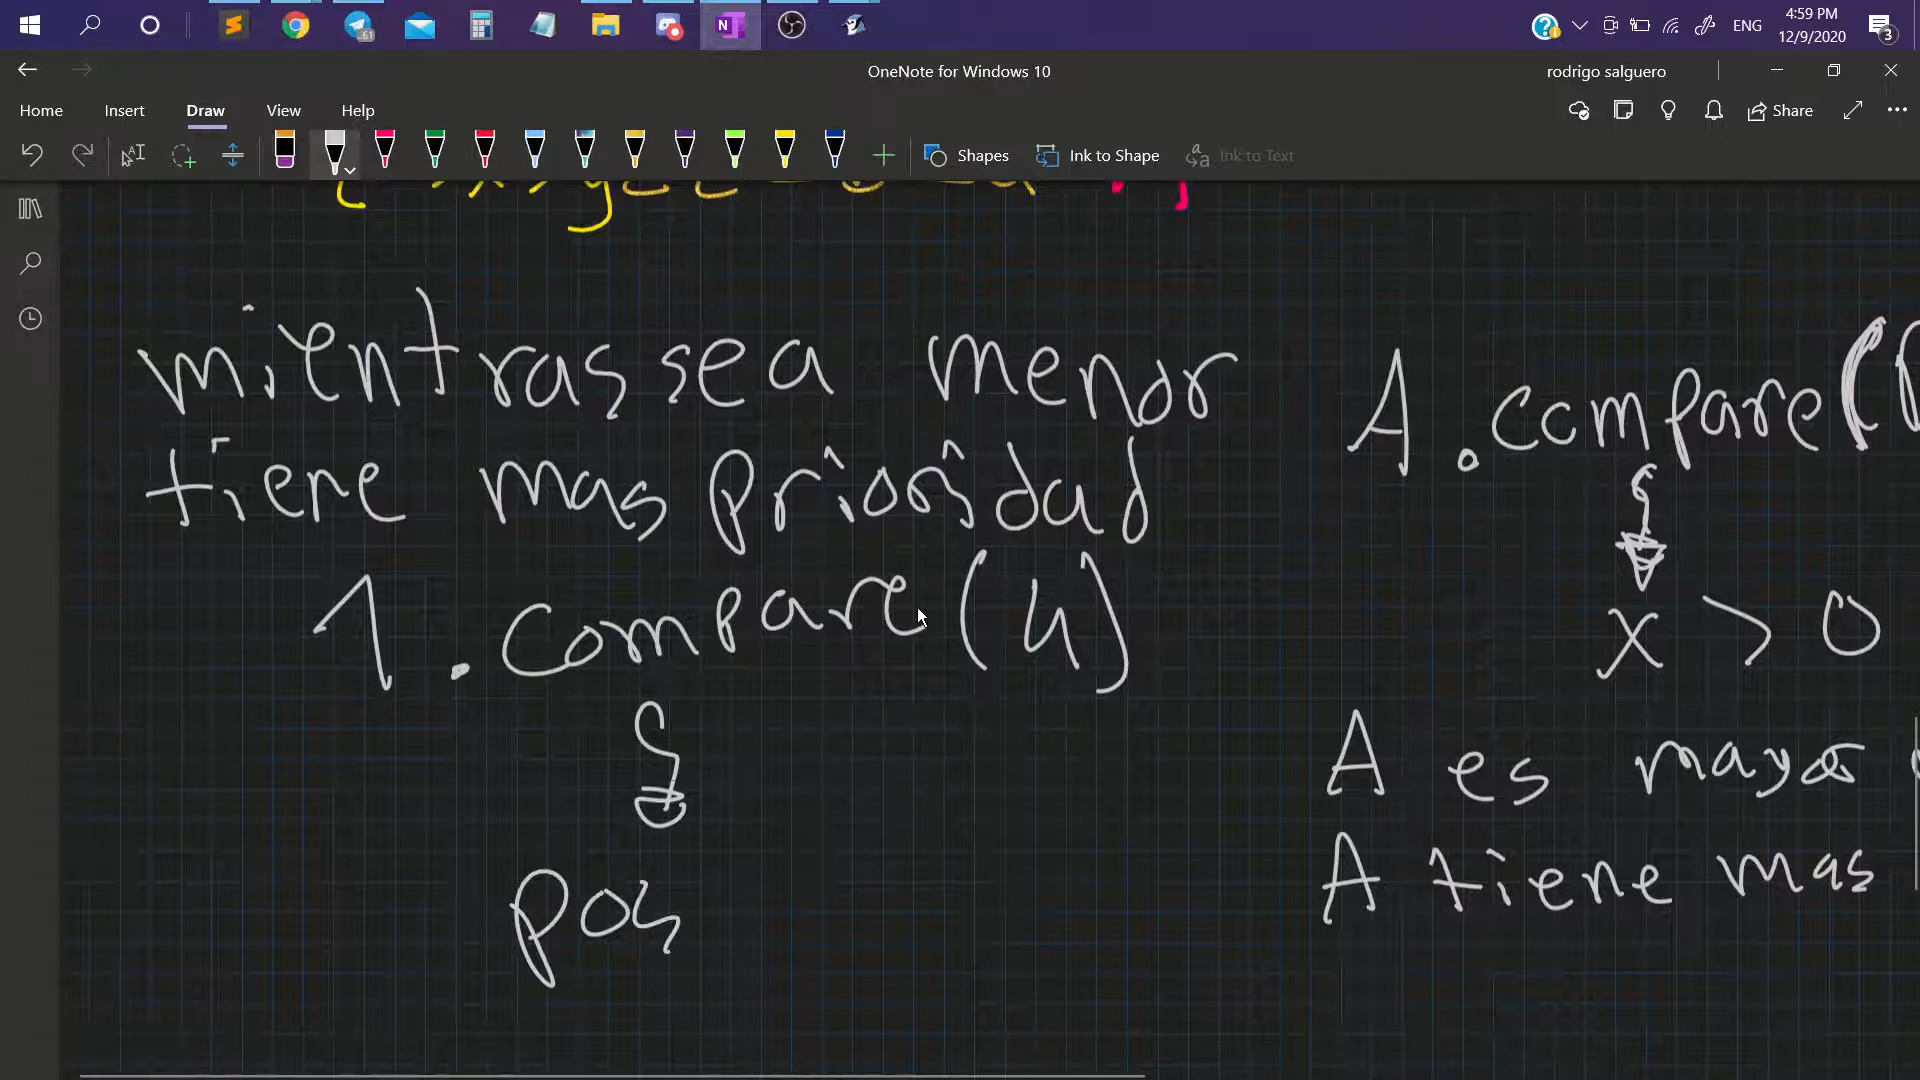 4:59 PM
ENG
12/9/2020
3
61
OneNote for Windows 10
rodrigo salguero
Home Insert Draw View Help
Share
Shapes
Ink to Shape
Ink to Text
mientras sea menor
tiene mas prioridad
1.compare(4)
pos
A.compare(
x > 0
A es mayor
A tiene mas